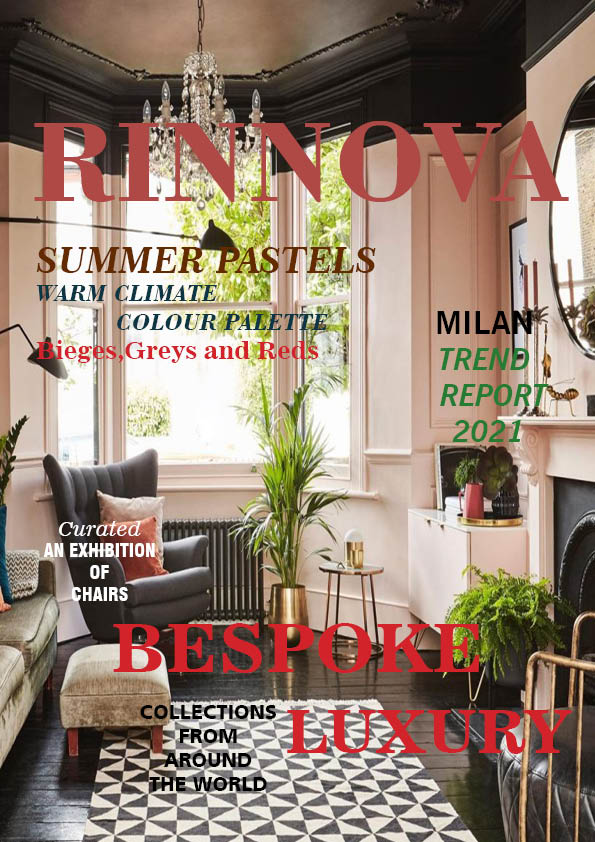 RINNOVA
SUMMER PASTELS
WARM CLIMATE
COLOUR PALETTE
Bieges,Greys and Reds
MILAN
TREND
REPORT
2021
Curated
AN EXHIBITION
OF
CHAIRS
BESPOKE
LUXURY
COLLECTIONS
FROM
AROUND
THE WORLD